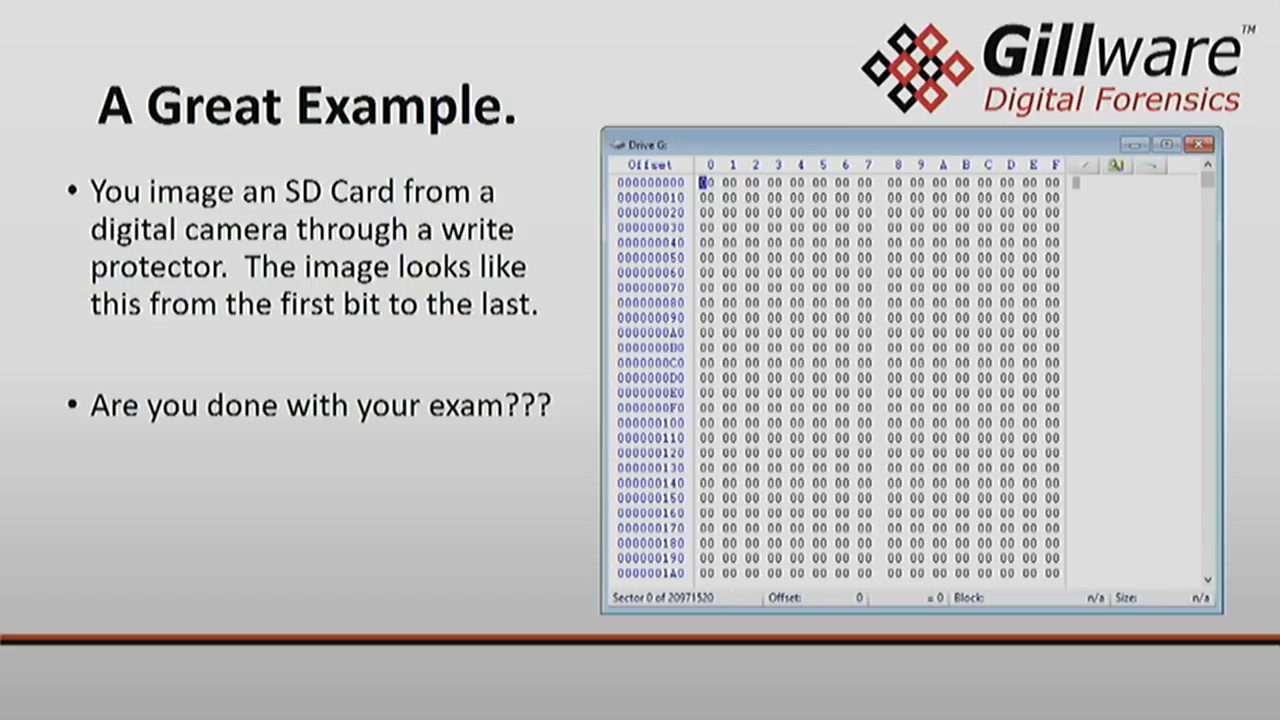 Gillware™
Digital Forensics
A Great Example.
• You image an SD Card from a
digital camera through a write
protector. The image looks like
this from the first bit to the last.
• Are you done with your exam???
Drive G:
Offset 0 1 2 3 4 5 6 7 8 9 A B C D E F
000000000 00 00 00 00 00 00 00 00 00 00 00 00 00 00 00 00
000000010 00 00 00 00 00 00 00 00 00 00 00 00 00 00 00 00
000000020 00 00 00 00 00 00 00 00 00 00 00 00 00 00 00 00
000000030 00 00 00 00 00 00 00 00 00 00 00 00 00 00 00 00
000000040 00 00 00 00 00 00 00 00 00 00 00 00 00 00 00 00
000000050 00 00 00 00 00 00 00 00 00 00 00 00 00 00 00 00
000000060 00 00 00 00 00 00 00 00 00 00 00 00 00 00 00 00
000000070 00 00 00 00 00 00 00 00 00 00 00 00 00 00 00 00
000000080 00 00 00 00 00 00 00 00 00 00 00 00 00 00 00 00
000000090 00 00 00 00 00 00 00 00 00 00 00 00 00 00 00 00
0000000A0 00 00 00 00 00 00 00 00 00 00 00 00 00 00 00 00
0000000B0 00 00 00 00 00 00 00 00 00 00 00 00 00 00 00 00
0000000C0 00 00 00 00 00 00 00 00 00 00 00 00 00 00 00 00
0000000D0 00 00 00 00 00 00 00 00 00 00 00 00 00 00 00 00
0000000E0 00 00 00 00 00 00 00 00 00 00 00 00 00 00 00 00
0000000F0 00 00 00 00 00 00 00 00 00 00 00 00 00 00 00 00
000000100 00 00 00 00 00 00 00 00 00 00 00 00 00 00 00 00
000000110 00 00 00 00 00 00 00 00 00 00 00 00 00 00 00 00
000000120 00 00 00 00 00 00 00 00 00 00 00 00 00 00 00 00
000000130 00 00 00 00 00 00 00 00 00 00 00 00 00 00 00 00
000000140 00 00 00 00 00 00 00 00 00 00 00 00 00 00 00 00
000000150 00 00 00 00 00 00 00 00 00 00 00 00 00 00 00 00
000000160 00 00 00 00 00 00 00 00 00 00 00 00 00 00 00 00
000000170 00 00 00 00 00 00 00 00 00 00 00 00 00 00 00 00
000000180 00 00 00 00 00 00 00 00 00 00 00 00 00 00 00 00
000000190 00 00 00 00 00 00 00 00 00 00 00 00 00 00 00 00
0000001A0 00 00 00 00 00 00 00 00 00 00 00 00 00 00 00 00
Sector 0 of 20971520 Offset: 0 = 0 Block: n/a Size: n/a